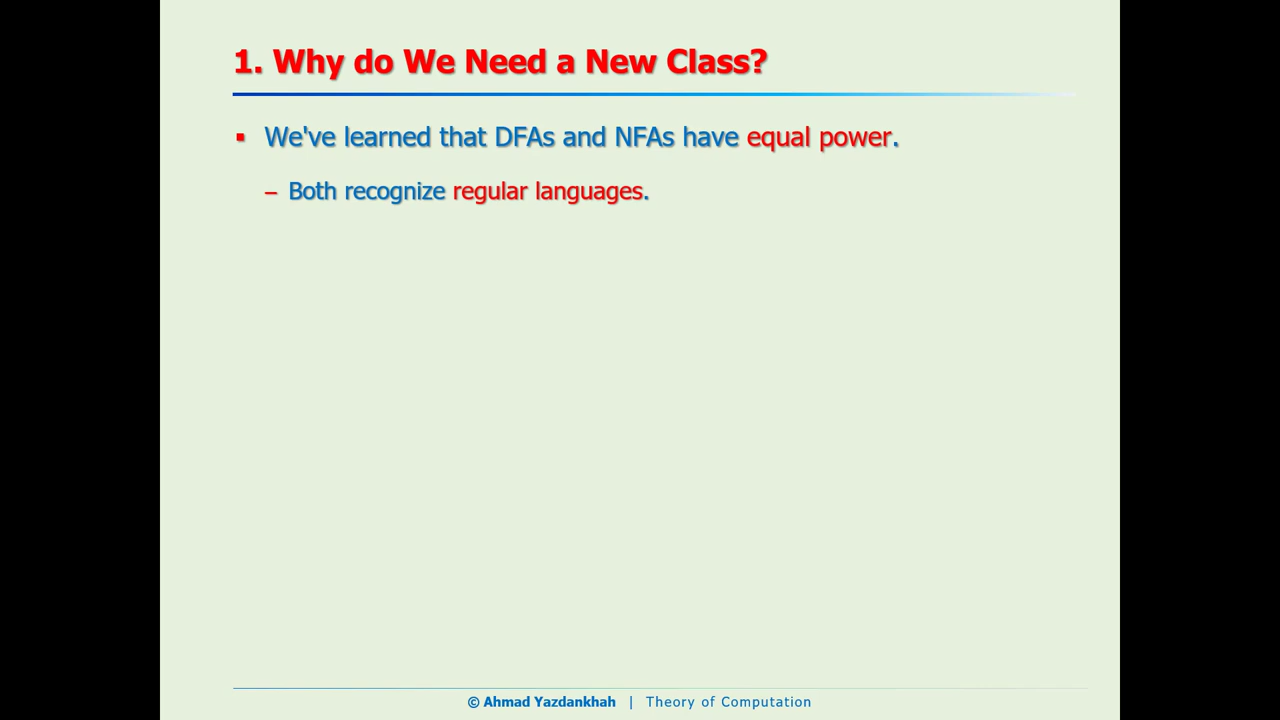 1. Why do We Need a New Class?
▪ We've learned that DFAs and NFAs have equal power.
– Both recognize regular languages.
© Ahmad Yazdankhah | Theory of Computation